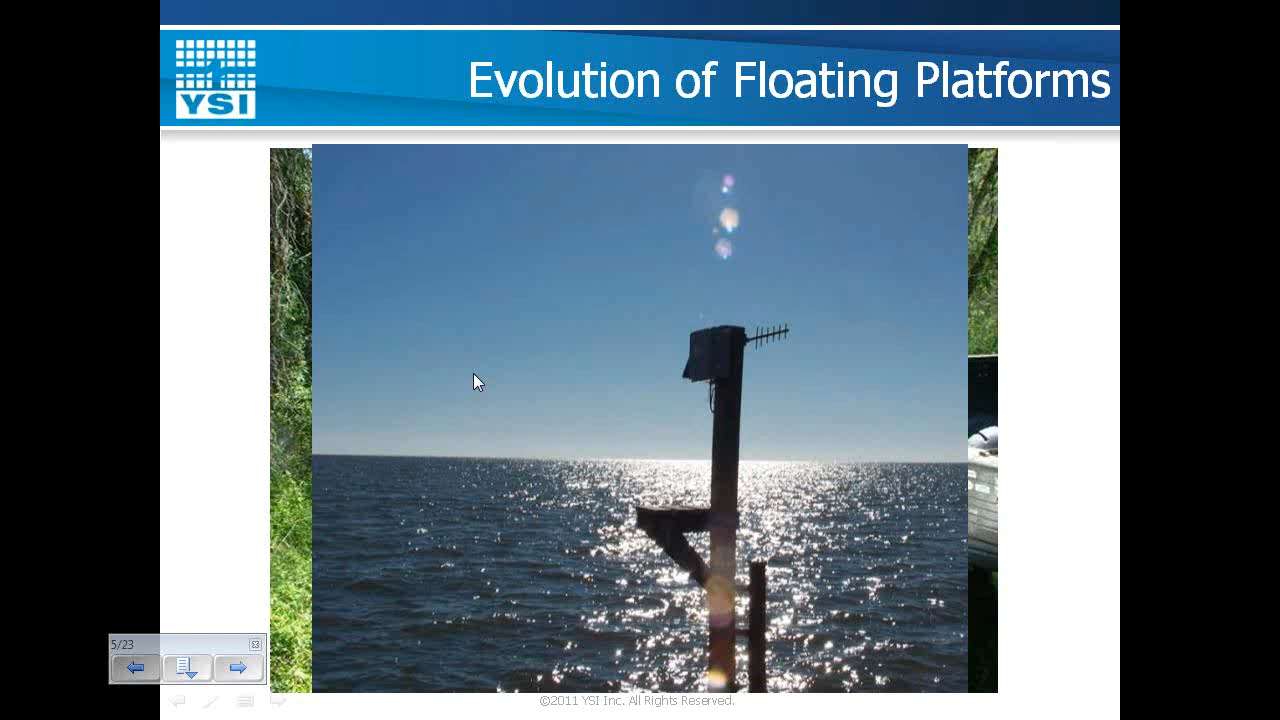 YSI
Evolution of Floating Platforms
5/23
©2011 YSI Inc. All Rights Reserved.